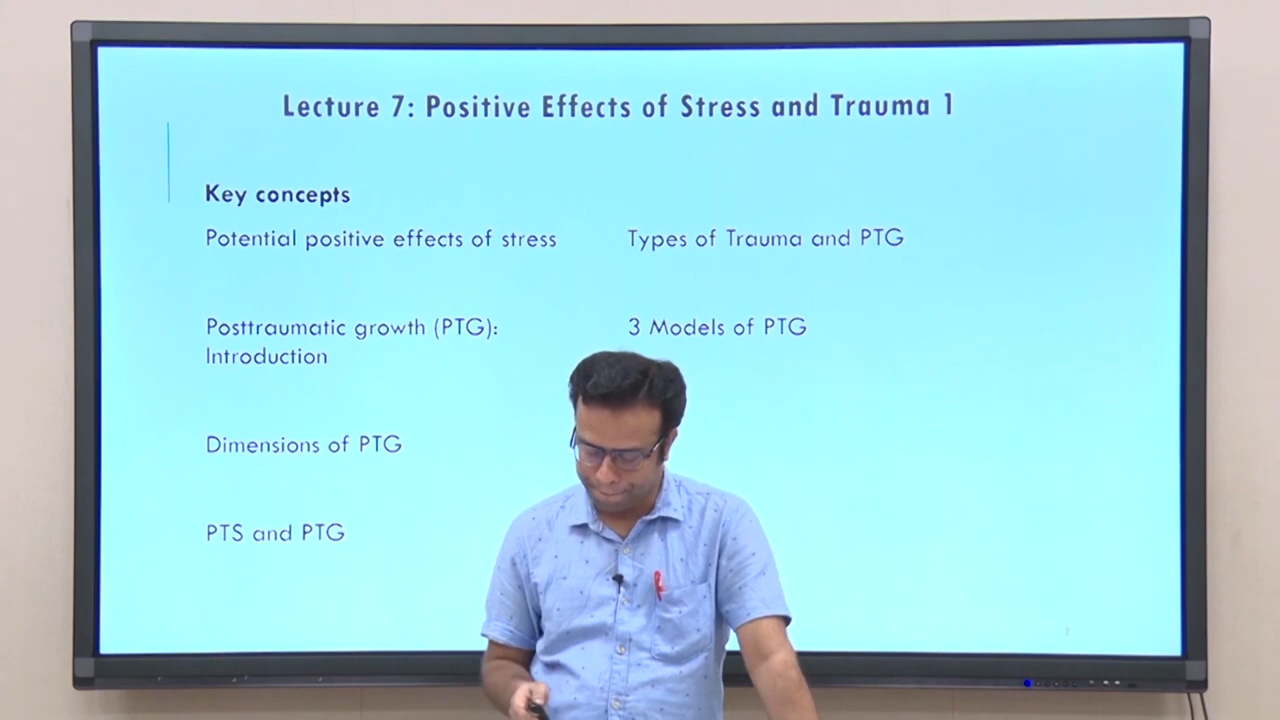 Lecture 7: Positive Effects of Stress and Trauma 1
Key concepts
Potential positive effects of stress
Posttraumatic growth (PTG):
Introduction
Dimensions of PTG
PTS and PTG
Types of Trauma and PTG
3 Models of PTG
7